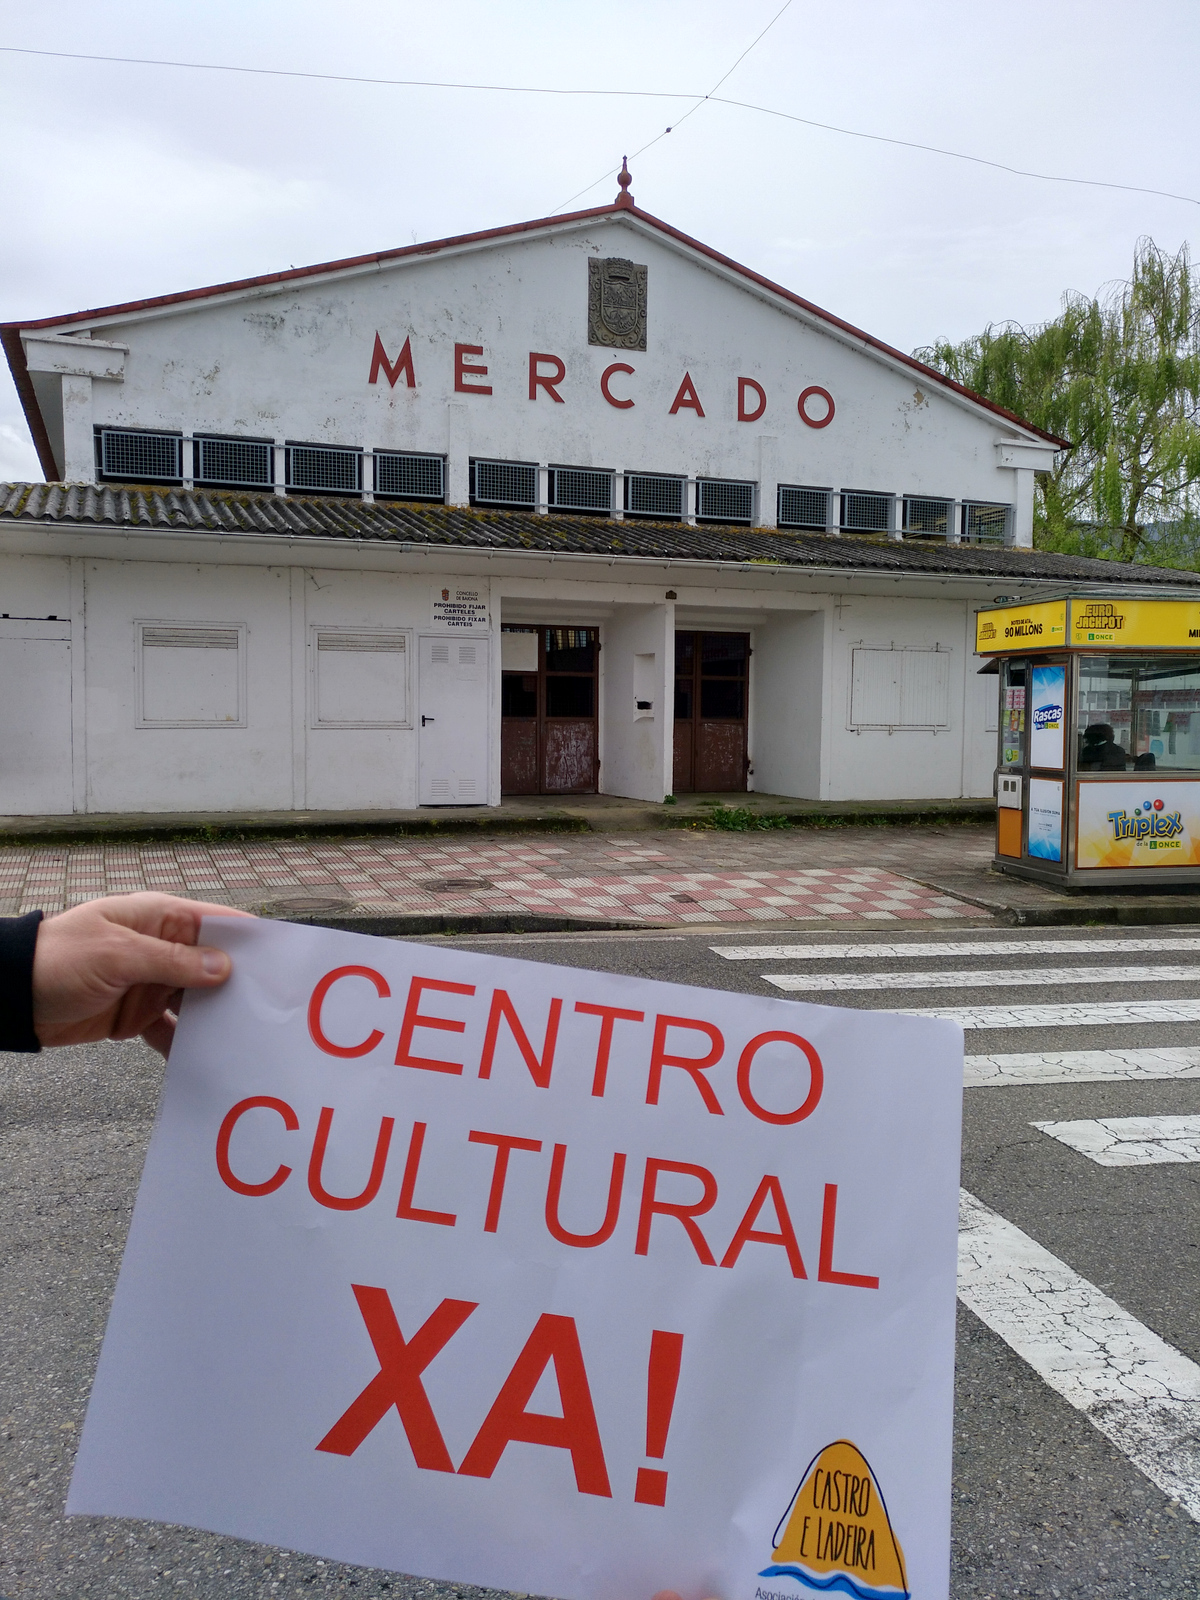 MERCADO
CONCELLO
DE BAIONA
PROHIBIDO FIJAR
CARTELES
PROHIBIDO FIXAR
CARTEIS
90 MILLONS
EURO
JACKPOT
ONCE
Rascas
Triplex
de la ONCE
CENTRO
CULTURAL
XA!
CASTRO
E LADEIRA